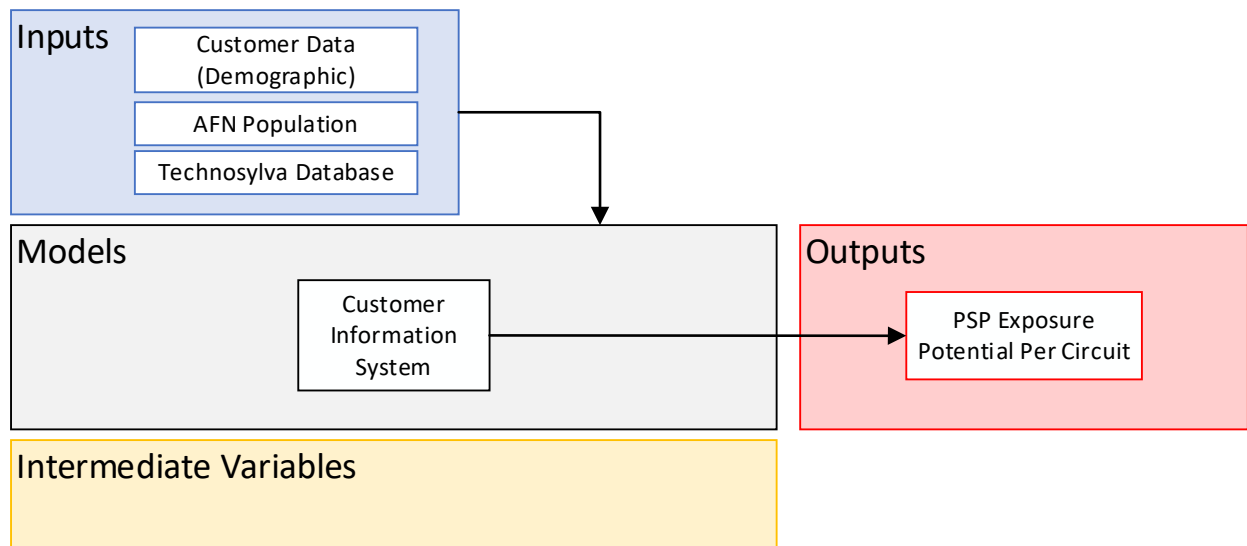 Inputs
Customer Data
(Demographic)
AFN Population
Technosylva Database
Models
Customer
Information
System
Outputs
PSP Exposure
Potential Per Circuit
Intermediate Variables